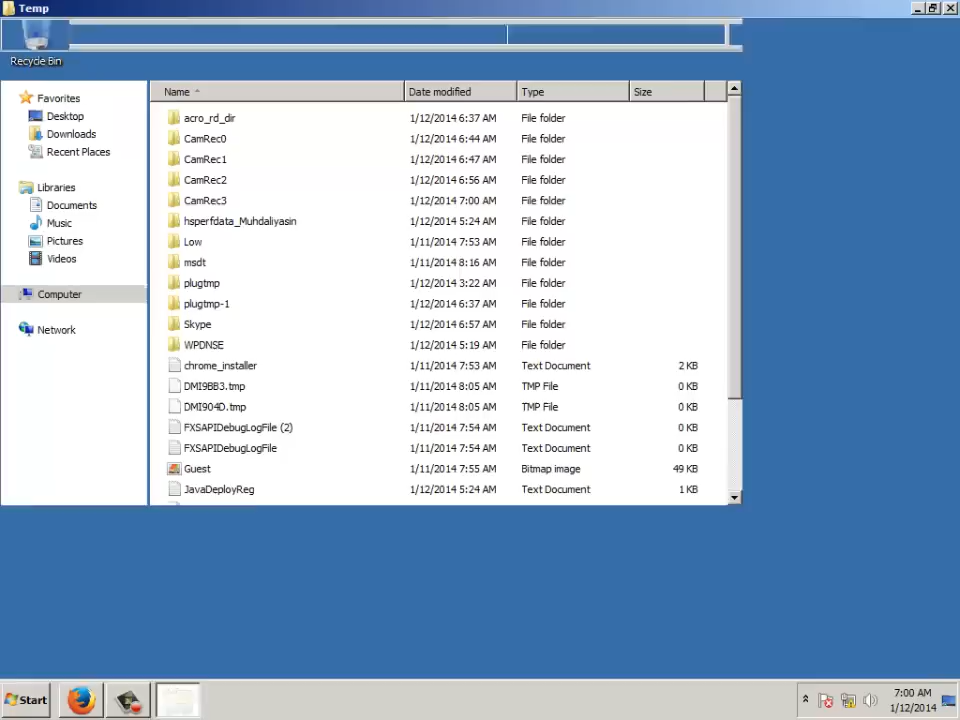 Temp
Recycle Bin
Favorites
Desktop
Downloads
Recent Places
Libraries
Documents
Music
Pictures
Videos
Computer
Network
Name Date modified Type Size
acro_rd_dir 1/12/2014 6:37 AM File folder
CamRec0 1/12/2014 6:44 AM File folder
CamRec1 1/12/2014 6:47 AM File folder
CamRec2 1/12/2014 6:56 AM File folder
CamRec3 1/12/2014 7:00 AM File folder
hsperfdata_Muhdaliyasin 1/12/2014 5:24 AM File folder
Low 1/11/2014 7:53 AM File folder
msdt 1/11/2014 8:16 AM File folder
plugtmp 1/12/2014 3:22 AM File folder
plugtmp-1 1/12/2014 6:37 AM File folder
Skype 1/12/2014 6:57 AM File folder
WPDNSE 1/12/2014 5:19 AM File folder
chrome_installer 1/11/2014 7:53 AM Text Document 2 KB
DMI9BB3.tmp 1/11/2014 8:05 AM TMP File 0 KB
DMI904D.tmp 1/11/2014 8:05 AM TMP File 0 KB
FXSAPIDebugLogFile (2) 1/11/2014 7:54 AM Text Document 0 KB
FXSAPIDebugLogFile 1/11/2014 7:54 AM Text Document 0 KB
Guest 1/11/2014 7:55 AM Bitmap image 49 KB
JavaDeployReg 1/12/2014 5:24 AM Text Document 1 KB
Start
7:00 AM
1/12/2014